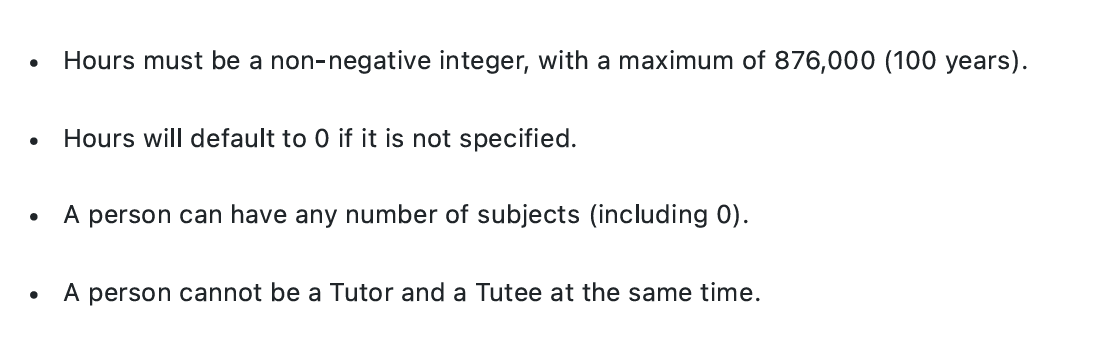 • Hours must be a non-negative integer, with a maximum of 876,000 (100 years).
• Hours will default to 0 if it is not specified.
• A person can have any number of subjects (including 0).
• A person cannot be a Tutor and a Tutee at the same time.